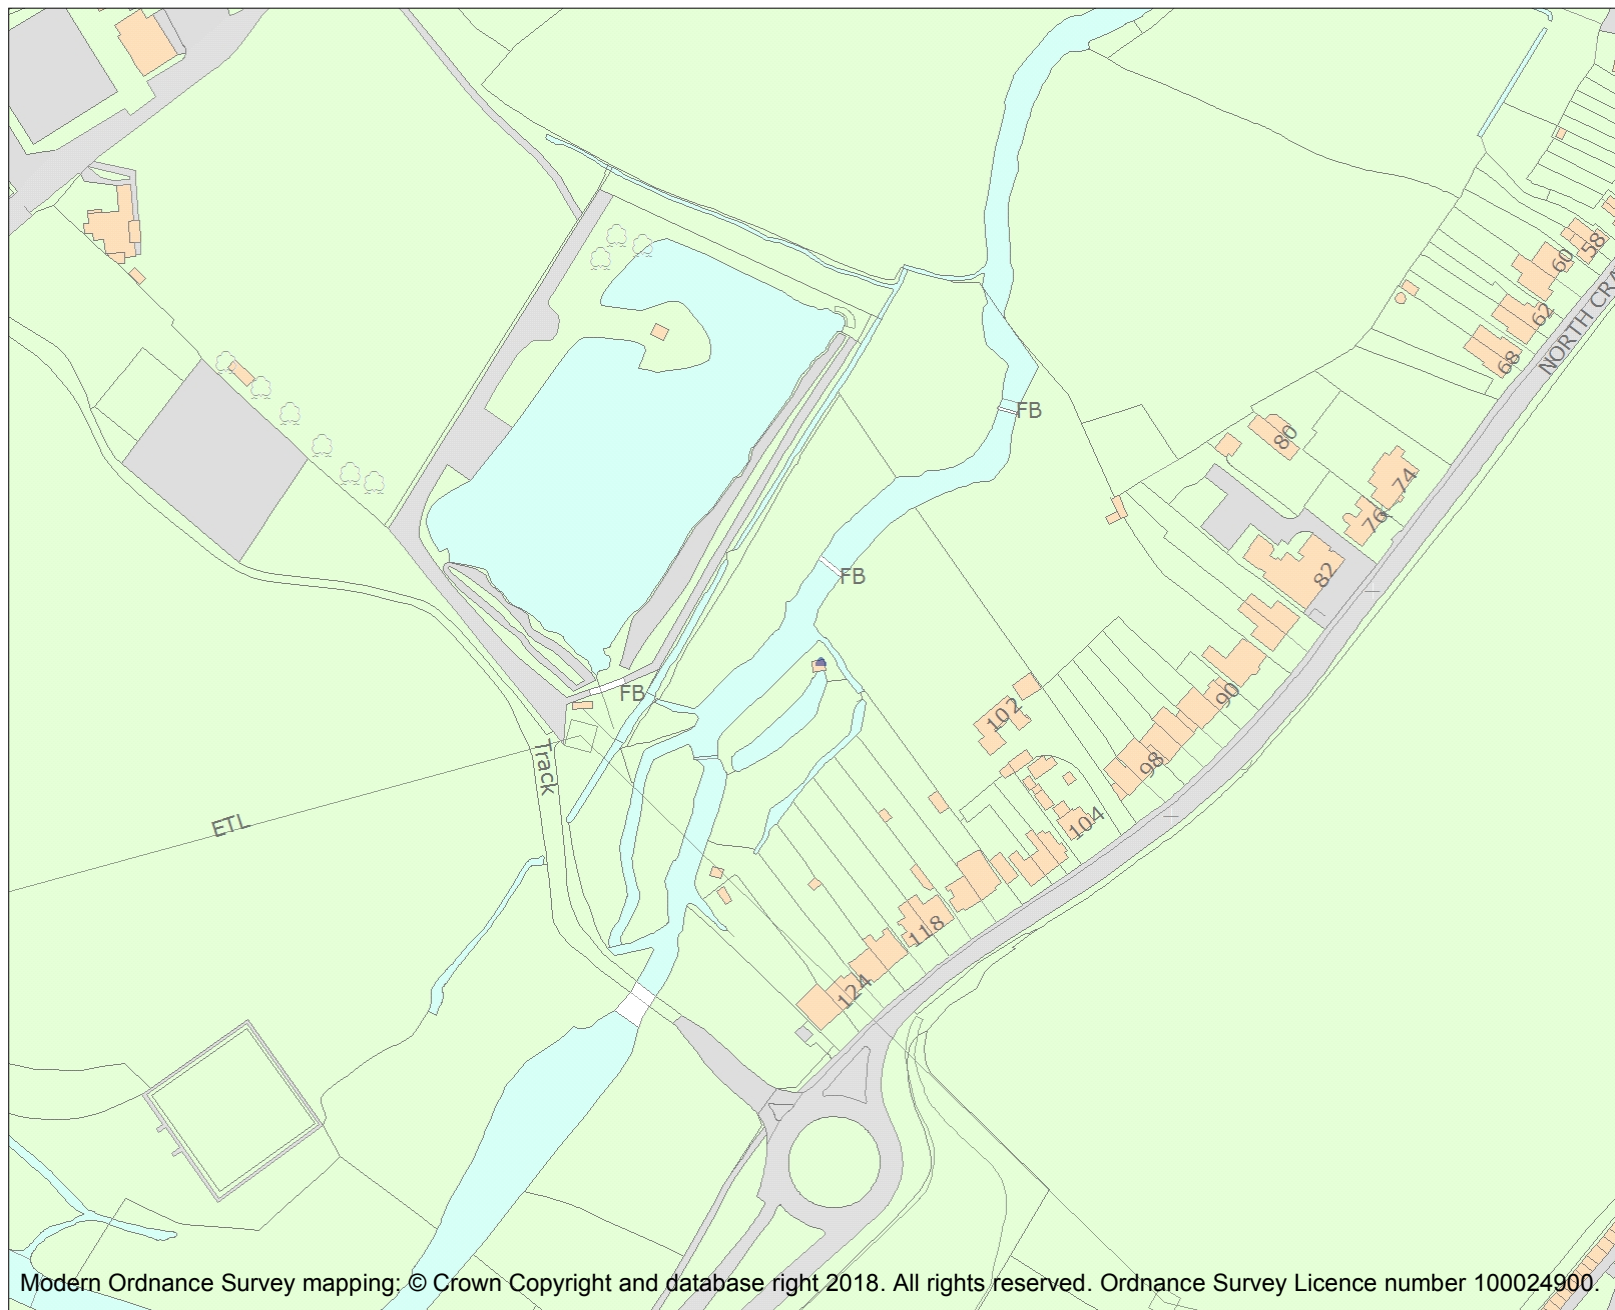 58
60
62
NORTH CRA
68
FB
80
74
76
FB
82
FB
90
102
Track
98
ETL
104
118
124
Modern Ordnance Survey mapping: © Crown Copyright and database right 2018. All rights reserved. Ordnance Survey Licence number 100024900.